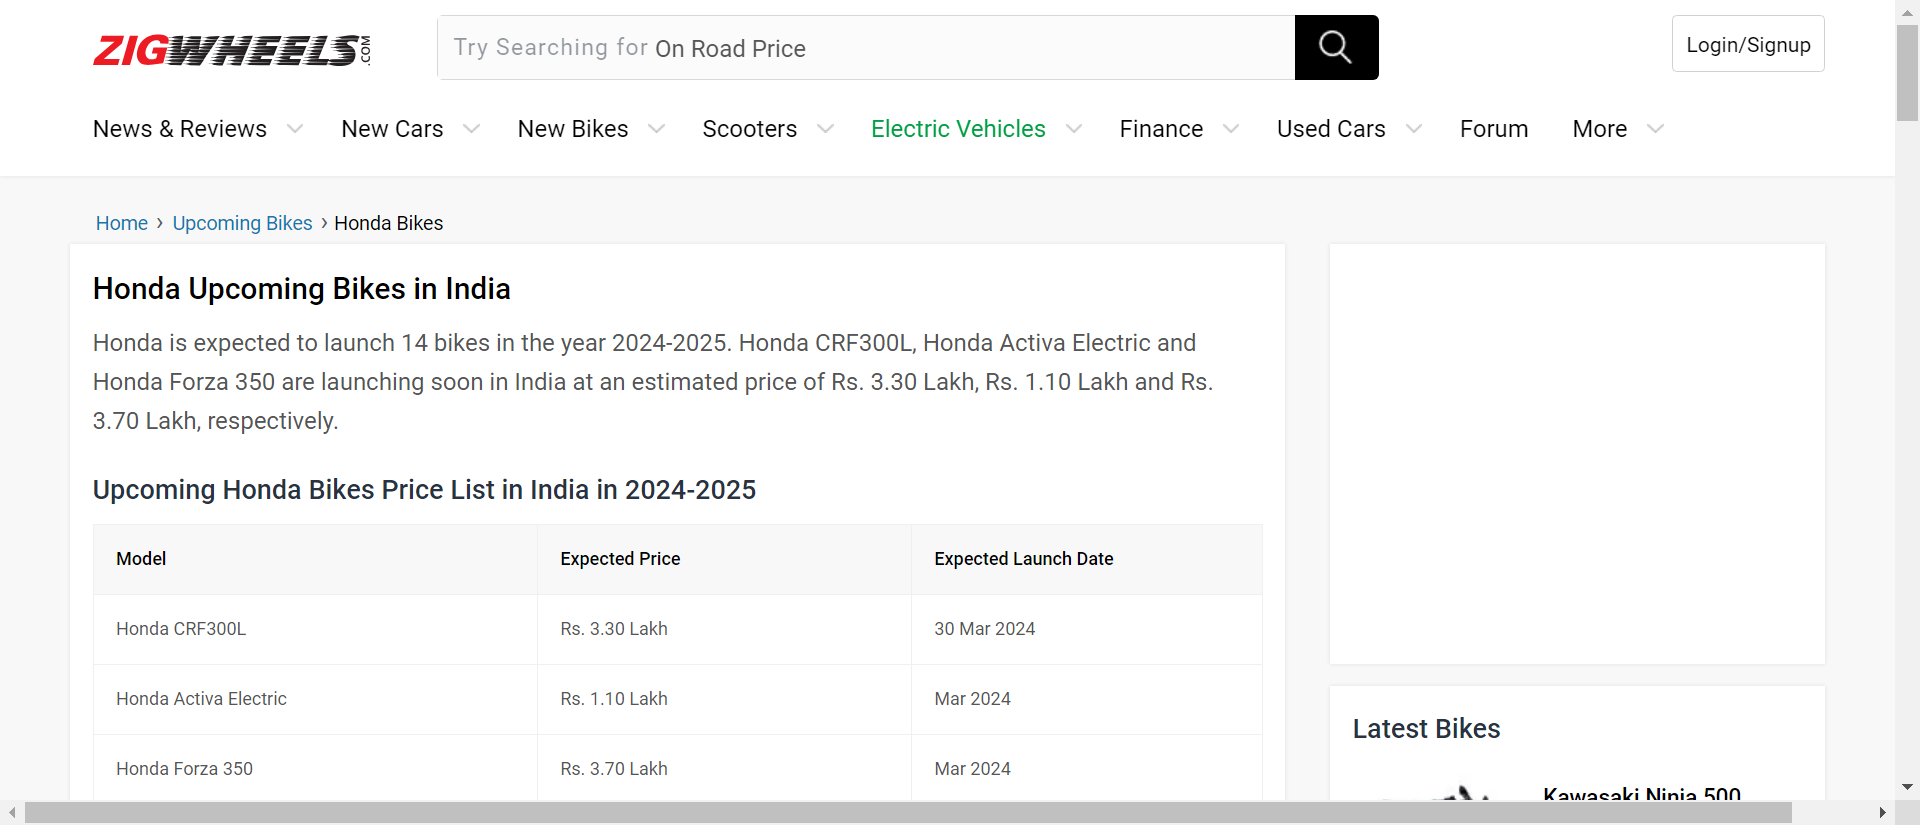 ZIGWHEELS.COM
Try Searching for On Road Price
Login/Signup
News & Reviews New Cars New Bikes Scooters Electric Vehicles Finance Used Cars Forum More
Home › Upcoming Bikes › Honda Bikes
Honda Upcoming Bikes in India
Honda is expected to launch 14 bikes in the year 2024-2025. Honda CRF300L, Honda Activa Electric and
Honda Forza 350 are launching soon in India at an estimated price of Rs. 3.30 Lakh, Rs. 1.10 Lakh and Rs.
3.70 Lakh, respectively.
Upcoming Honda Bikes Price List in India in 2024-2025
Model Expected Price Expected Launch Date
Honda CRF300L Rs. 3.30 Lakh 30 Mar 2024
Honda Activa Electric Rs. 1.10 Lakh Mar 2024
Honda Forza 350 Rs. 3.70 Lakh Mar 2024
Latest Bikes
Kawasaki Ninja 500